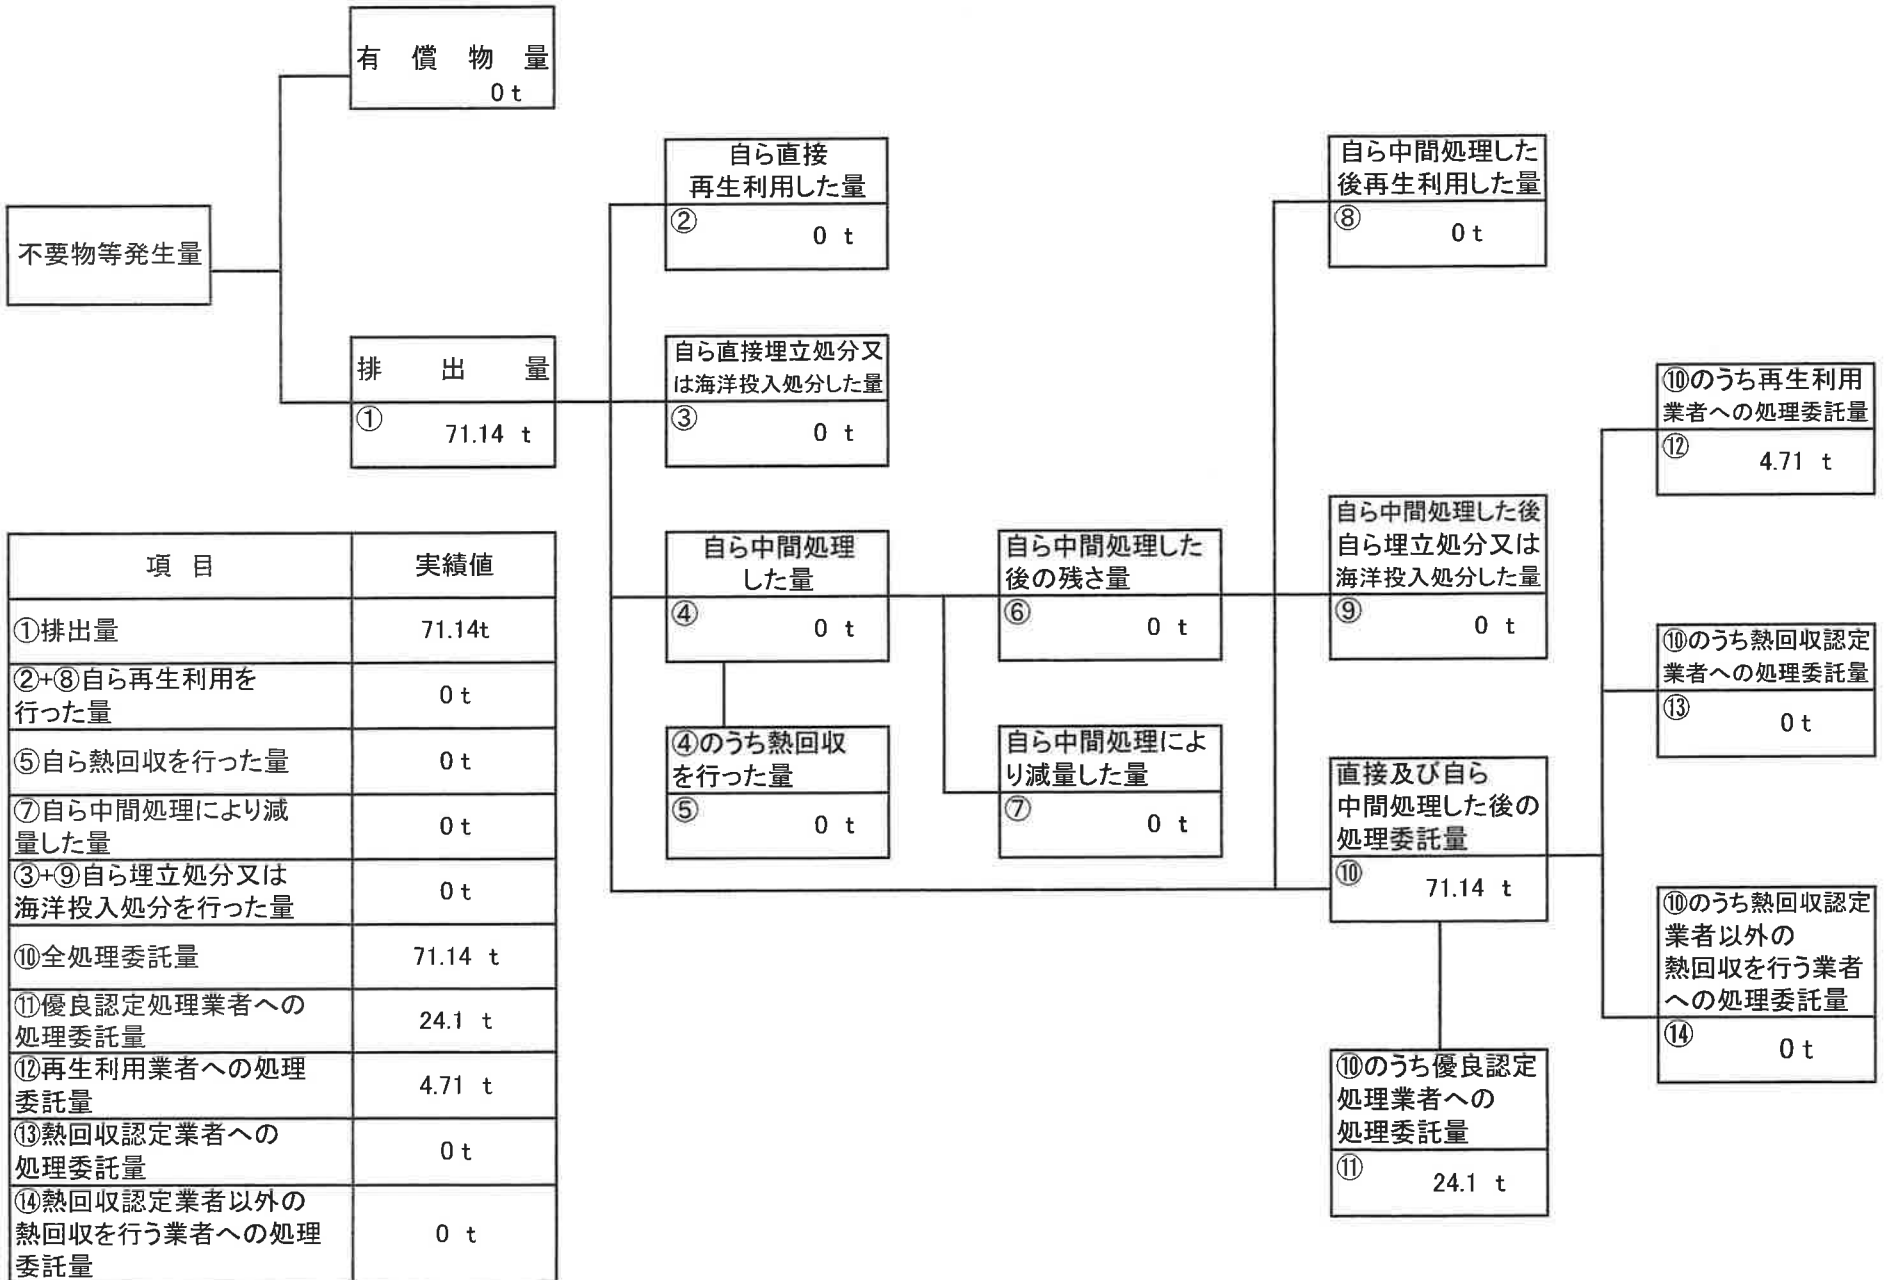 有償物量
0 t
不要物等発生量
排出量
①
71.14 t
自ら直接
再生利用した量
②
0 t
自ら直接埋立処分又
は海洋投入処分した量
③
0 t
自ら中間処理
した量
④
0 t
④のうち熱回収
を行った量
⑤
0 t
自ら中間処理した
後の残さ量
⑥
0 t
自ら中間処理によ
り減量した量
⑦
0 t
自ら中間処理した
後再生利用した量
⑧
0 t
自ら中間処理した後
自ら埋立処分又は
海洋投入処分した量
⑨
0 t
直接及び自ら
中間処理した後の
処理委託量
⑩
71.14 t
⑩のうち優良認定
処理業者への
処理委託量
⑪
24.1 t
⑩のうち再生利用
業者への処理委託量
⑫
4.71 t
⑩のうち熱回収認定
業者への処理委託量
⑬
0 t
⑩のうち熱回収認定
業者以外の
熱回収を行う業者
への処理委託量
⑭
0 t
項目 実績値
①排出量 71.14t
②+⑧自ら再生利用を
行った量
0 t
⑤自ら熱回収を行った量 0 t
⑦自ら中間処理により減
量した量
0 t
③+⑨自ら埋立処分又は
海洋投入処分を行った量
0 t
⑩全処理委託量 71.14 t
⑪優良認定処理業者への
処理委託量
24.1 t
⑫再生利用業者への処理
委託量
4.71 t
⑬熱回収認定業者への
処理委託量
0 t
⑭熱回収認定業者以外の
熱回収を行う業者への処理
委託量
0 t